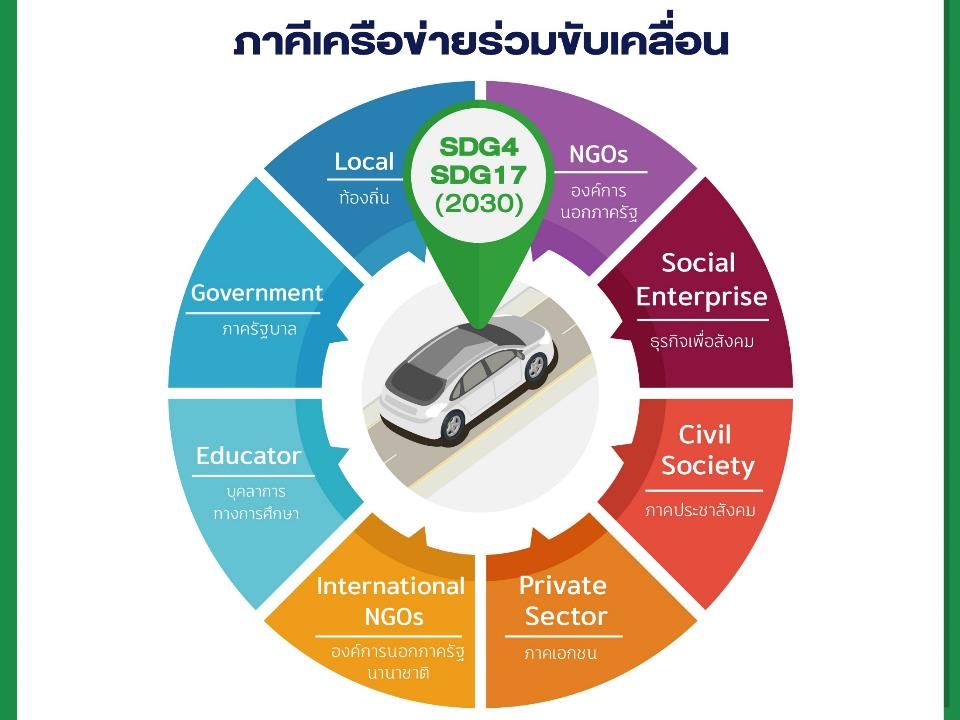 ภาคีเครือข่ายร่วมขับเคลื่อน
SDG4
SDG17
(2030)
Local
ท้องถิ่น
NGOs
องค์การ
นอกภาครัฐ
Social
Enterprise
ธุรกิจเพื่อสังคม
Civil
Society
ภาคประชาสังคม
Private
Sector
ภาคเอกชน
International
NGOs
องค์การนอกภาครัฐ
นานาชาติ
Educator
บุคลาการ
ทางการศึกษา
Government
ภาครัฐบาล